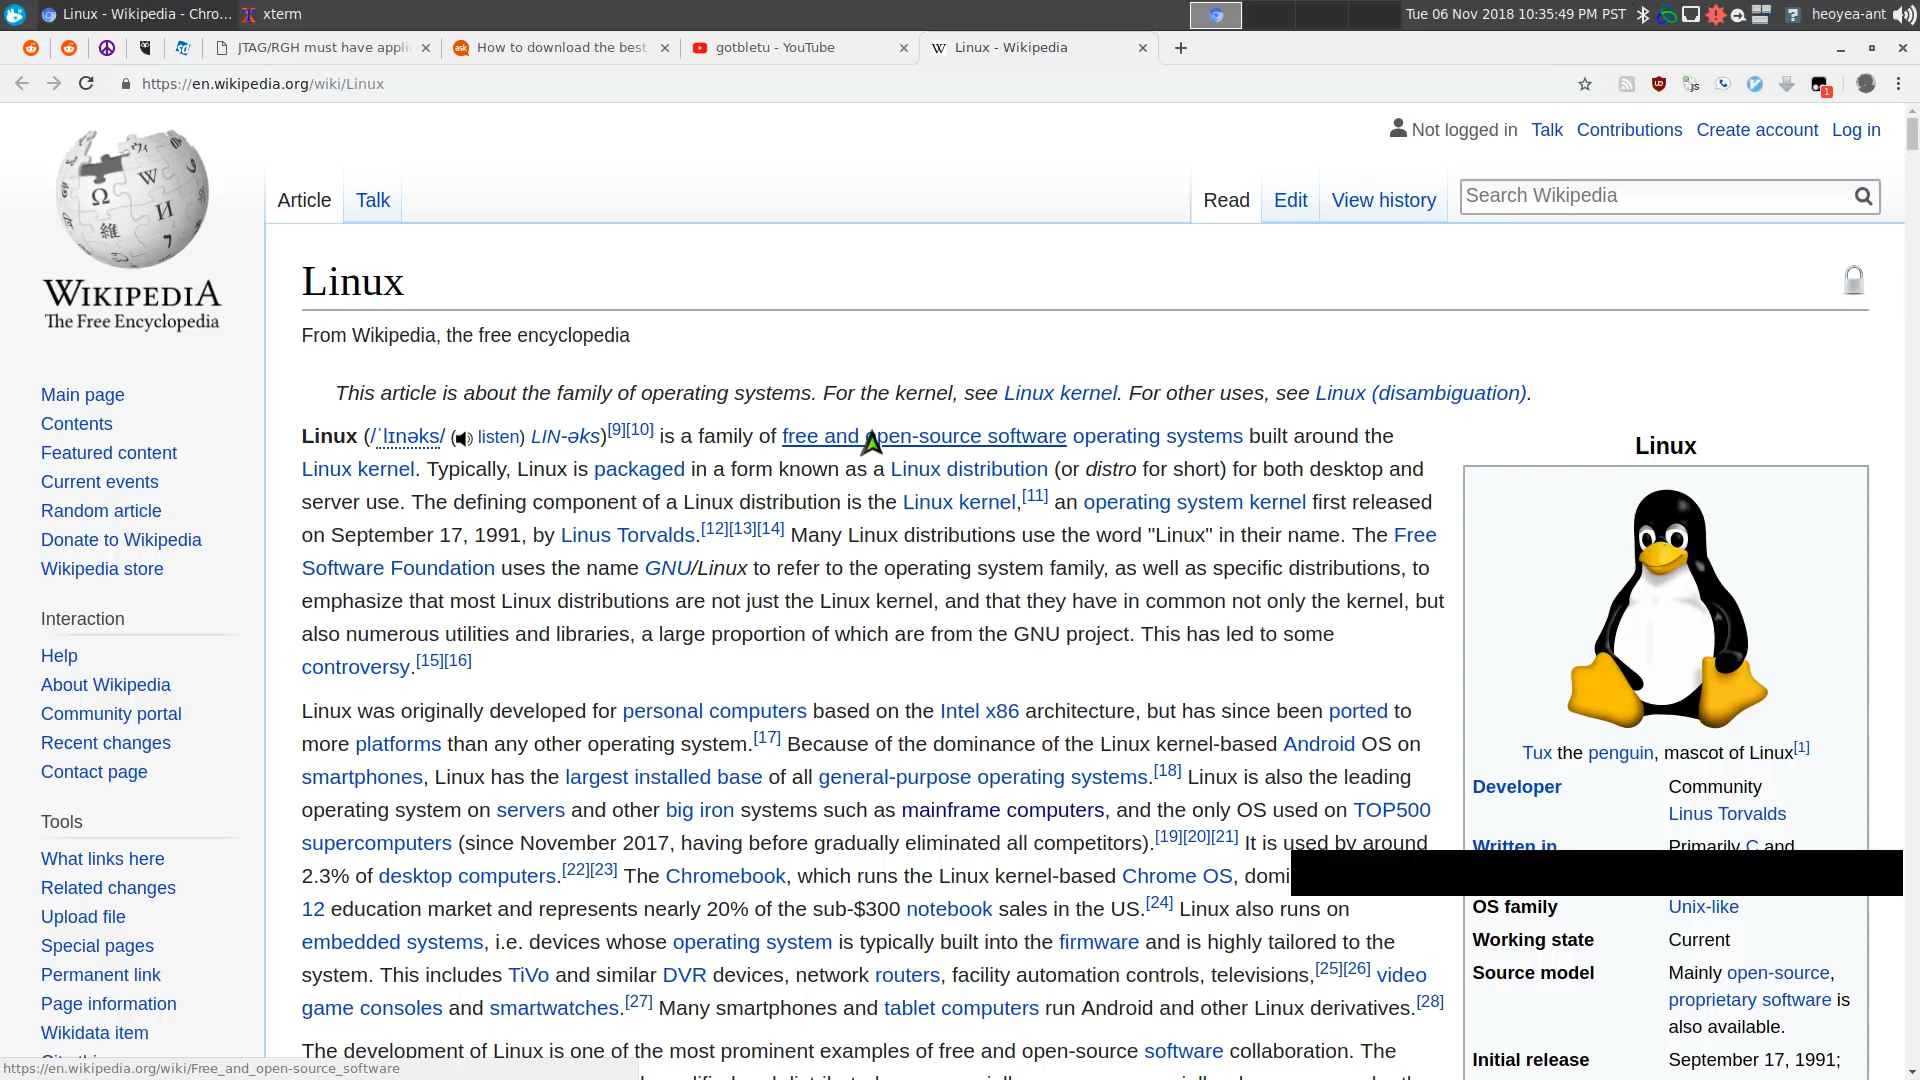 Linux - Wikipedia - Chro...
xterm
Tue 06 Nov 2018 10:35:49 PM PST
heoyea-ant
JTAG/RGH must have appli
How to download the best
gotbletu - YouTube
Linux - Wikipedia
https://en.wikipedia.org/wiki/Linux
1
Not logged in Talk Contributions Create account Log in
Article Talk
Read Edit View history
Search Wikipedia
WIKIPEDIA
The Free Encyclopedia
Main page
Contents
Featured content
Current events
Random article
Donate to Wikipedia
Wikipedia store
Interaction
Help
About Wikipedia
Community portal
Recent changes
Contact page
Tools
What links here
Related changes
Upload file
Special pages
Permanent link
Page information
Wikidata item
Linux
From Wikipedia, the free encyclopedia
This article is about the family of operating systems. For the kernel, see Linux kernel. For other uses, see Linux (disambiguation).
Linux (/ˈlɪnəks/ (listen) LIN-əks)[9][10] is a family of free and open-source software operating systems built around the
Linux kernel. Typically, Linux is packaged in a form known as a Linux distribution (or distro for short) for both desktop and
server use. The defining component of a Linux distribution is the Linux kernel,[11] an operating system kernel first released
on September 17, 1991, by Linus Torvalds.[12][13][14] Many Linux distributions use the word "Linux" in their name. The Free
Software Foundation uses the name GNU/Linux to refer to the operating system family, as well as specific distributions, to
emphasize that most Linux distributions are not just the Linux kernel, and that they have in common not only the kernel, but
also numerous utilities and libraries, a large proportion of which are from the GNU project. This has led to some
controversy.[15][16]
Linux was originally developed for personal computers based on the Intel x86 architecture, but has since been ported to
more platforms than any other operating system.[17] Because of the dominance of the Linux kernel-based Android OS on
smartphones, Linux has the largest installed base of all general-purpose operating systems.[18] Linux is also the leading
operating system on servers and other big iron systems such as mainframe computers, and the only OS used on TOP500
supercomputers (since November 2017, having before gradually eliminated all competitors).[19][20][21] It is used by around
2.3% of desktop computers.[22][23] The Chromebook, which runs the Linux kernel-based Chrome OS, domi
12 education market and represents nearly 20% of the sub-$300 notebook sales in the US.[24] Linux also runs on
embedded systems, i.e. devices whose operating system is typically built into the firmware and is highly tailored to the
system. This includes TiVo and similar DVR devices, network routers, facility automation controls, televisions,[25][26] video
game consoles and smartwatches.[27] Many smartphones and tablet computers run Android and other Linux derivatives.[28]
The development of Linux is one of the most prominent examples of free and open-source software collaboration. The
Linux
Tux the penguin, mascot of Linux[1]
Developer Community
Linus Torvalds
Written in Primarily C and
OS family Unix-like
Working state Current
Source model Mainly open-source,
proprietary software is
also available.
Initial release September 17, 1991;
https://en.wikipedia.org/wiki/Free_and_open-source_software